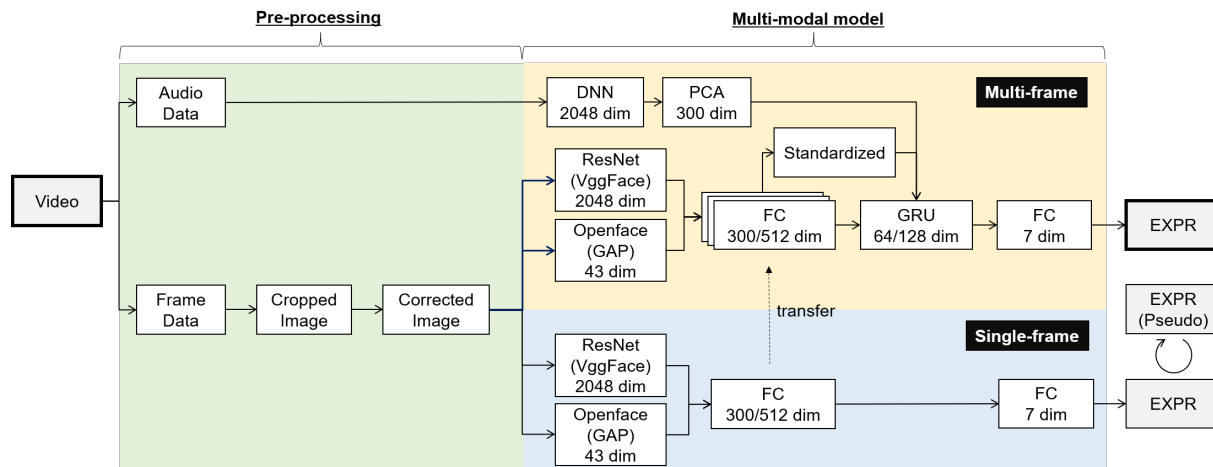 Pre-processing
Multi-modal model
Audio
Data
DNN
2048 dim
PCA
300 dim
Multi-frame
Standardized
ResNet
(VggFace)
2048 dim
Video
Openface
(GAP)
43 dim
FC
300/512 dim
GRU
64/128 dim
FC
7 dim
EXPR
Frame
Data
Cropped
Image
Corrected
Image
transfer
EXPR
(Pseudo)
Single-frame
ResNet
(VggFace)
2048 dim
Openface
(GAP)
43 dim
FC
300/512 dim
FC
7 dim
EXPR